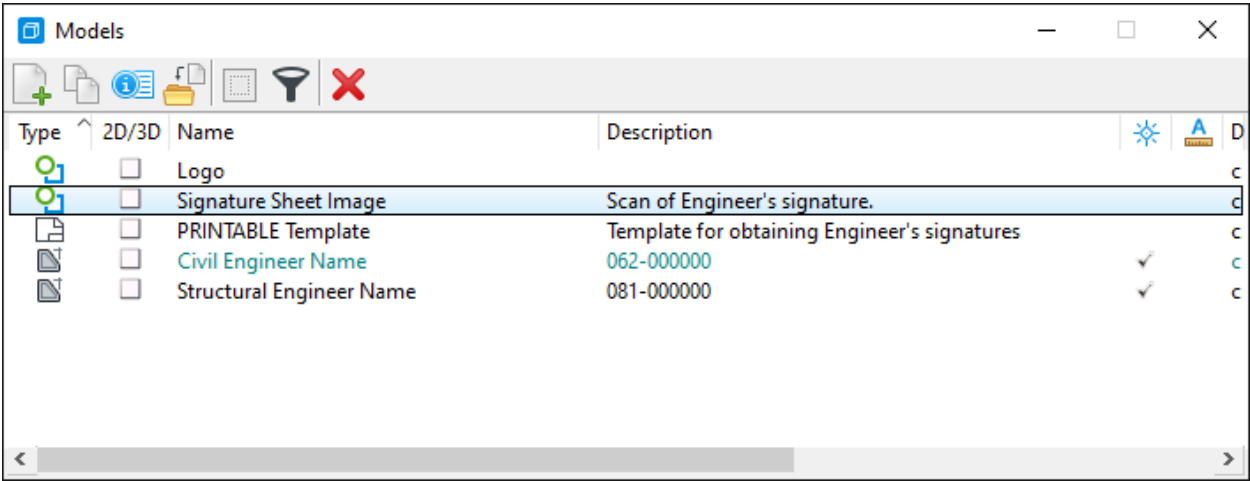 Models
Type 2D/3D Name Description D
Logo c
Signature Sheet Image Scan of Engineer's signature. c
PRINTABLE Template Template for obtaining Engineer's signatures c
Civil Engineer Name 062-000000 c
Structural Engineer Name 081-000000 c